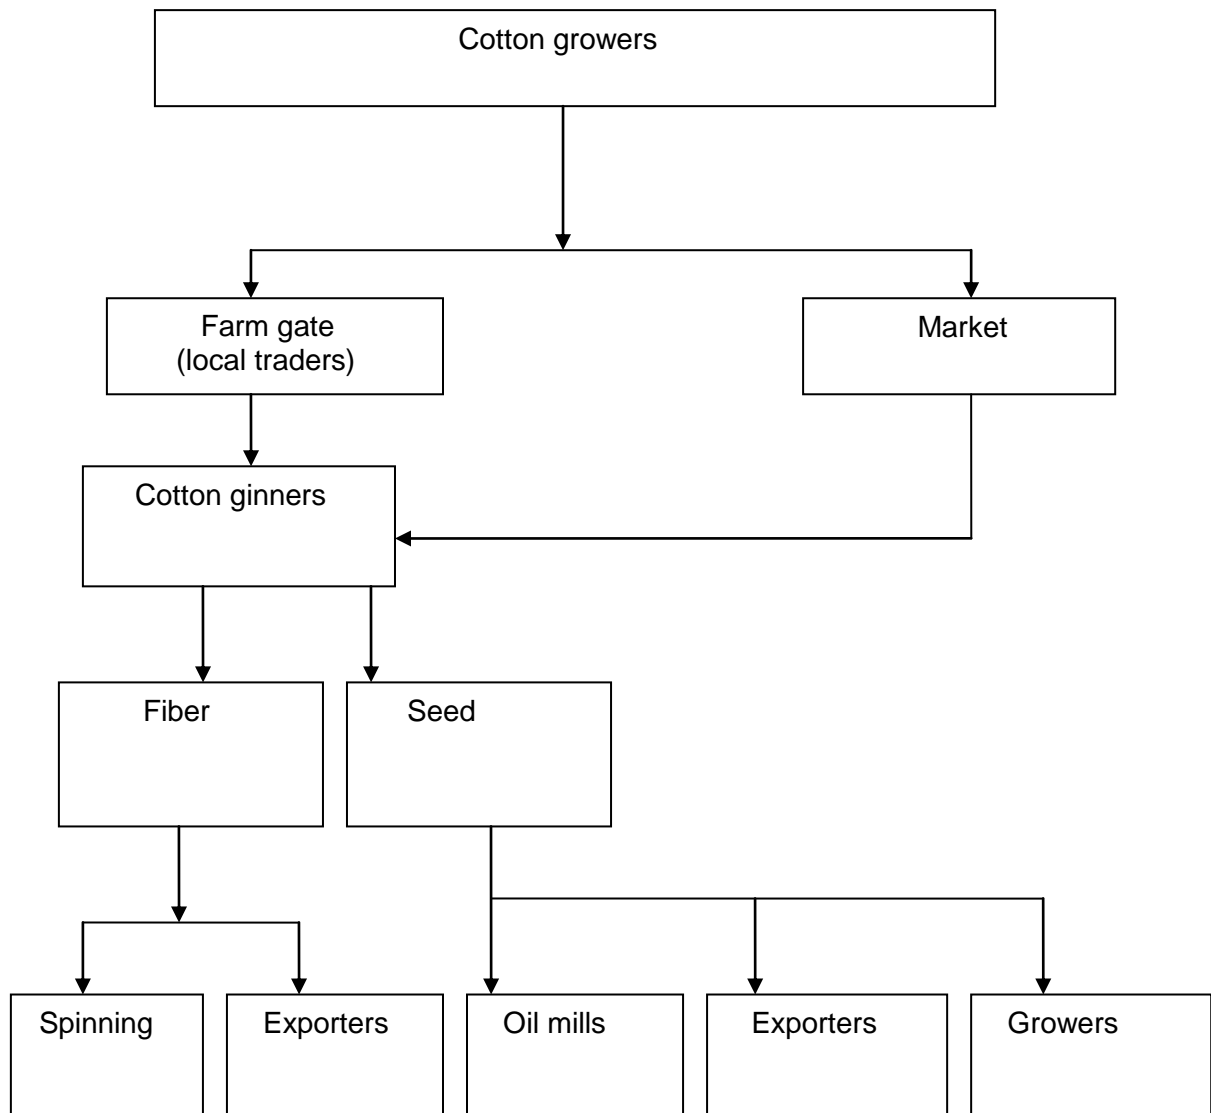 Cotton growers
Farm gate
(local traders)
Market
Cotton ginners
Fiber
Seed
Spinning
Exporters
Oil mills
Exporters
Growers